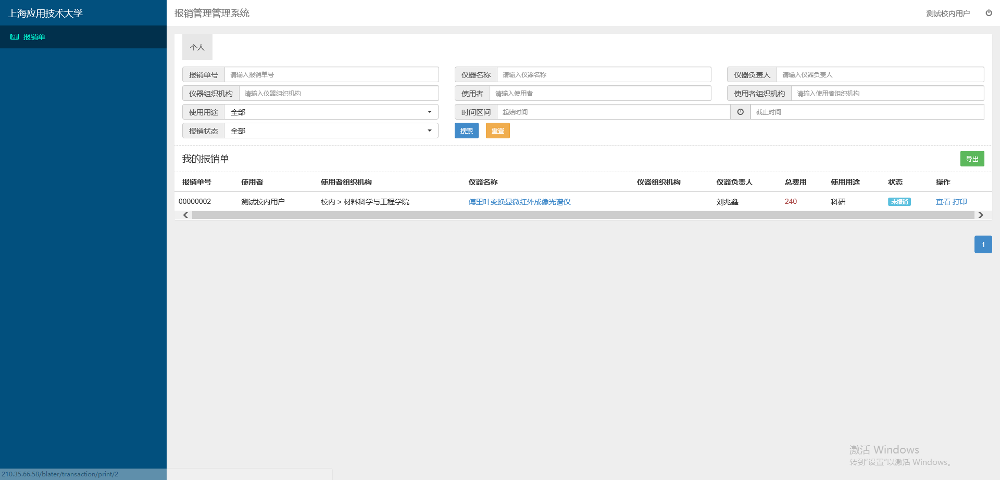 上海应用技术大学
报销管理管理系统
测试校内用户
报销单
个人
报销单号 请输入报销单号
仪器名称 请输入仪器名称
仪器负责人 请输入仪器负责人
仪器组织机构 请输入仪器组织机构
使用者 请输入使用者
使用者组织机构 请输入使用者组织机构
使用用途 全部
时间区间 起始时间 截止时间
报销状态 全部
搜索 重置
我的报销单
导出
报销单号 使用者 使用者组织机构 仪器名称 仪器组织机构 仪器负责人 总费用 使用用途 状态 操作
00000002 测试校内用户 校内 > 材料科学与工程学院 傅里叶变换显微红外成像光谱仪 刘兆鑫 240 科研 未报销 查看 打印
1
激活 Windows
转到“设置”以激活 Windows。
210.35.66.58/blater/transaction/print/2